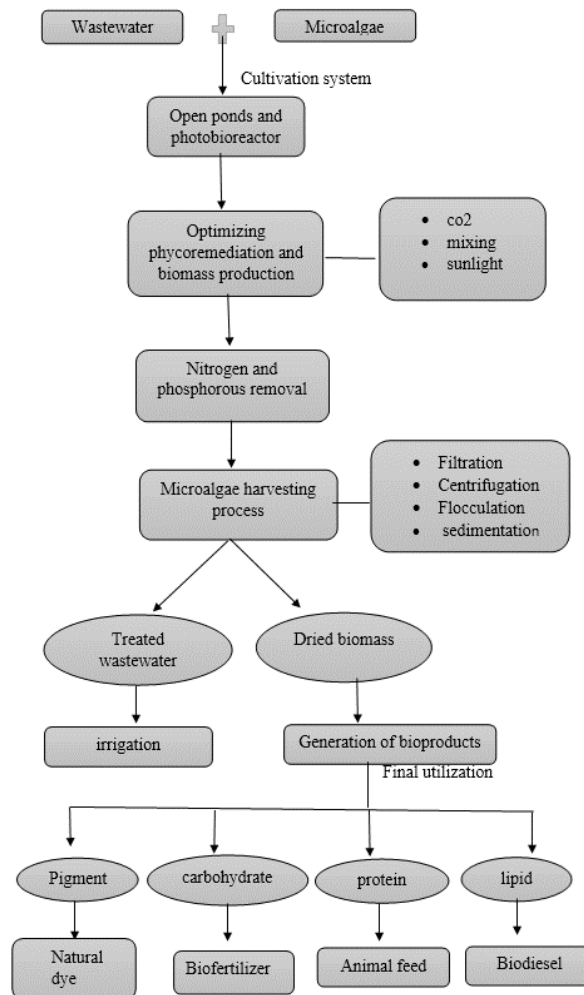 Wastewater
Microalgae
Cultivation system
Open ponds and
photobioreactor
Optimizing
phycoremediation and
biomass production
• co2
• mixing
• sunlight
Nitrogen and
phosphorous removal
Microalgae harvesting
process
• Filtration
• Centrifugation
• Flocculation
• sedimentation
Treated
wastewater
Dried biomass
irrigation
Generation of bioproducts
Final utilization
Pigment
carbohydrate
protein
lipid
Natural
dye
Biofertilizer
Animal feed
Biodiesel